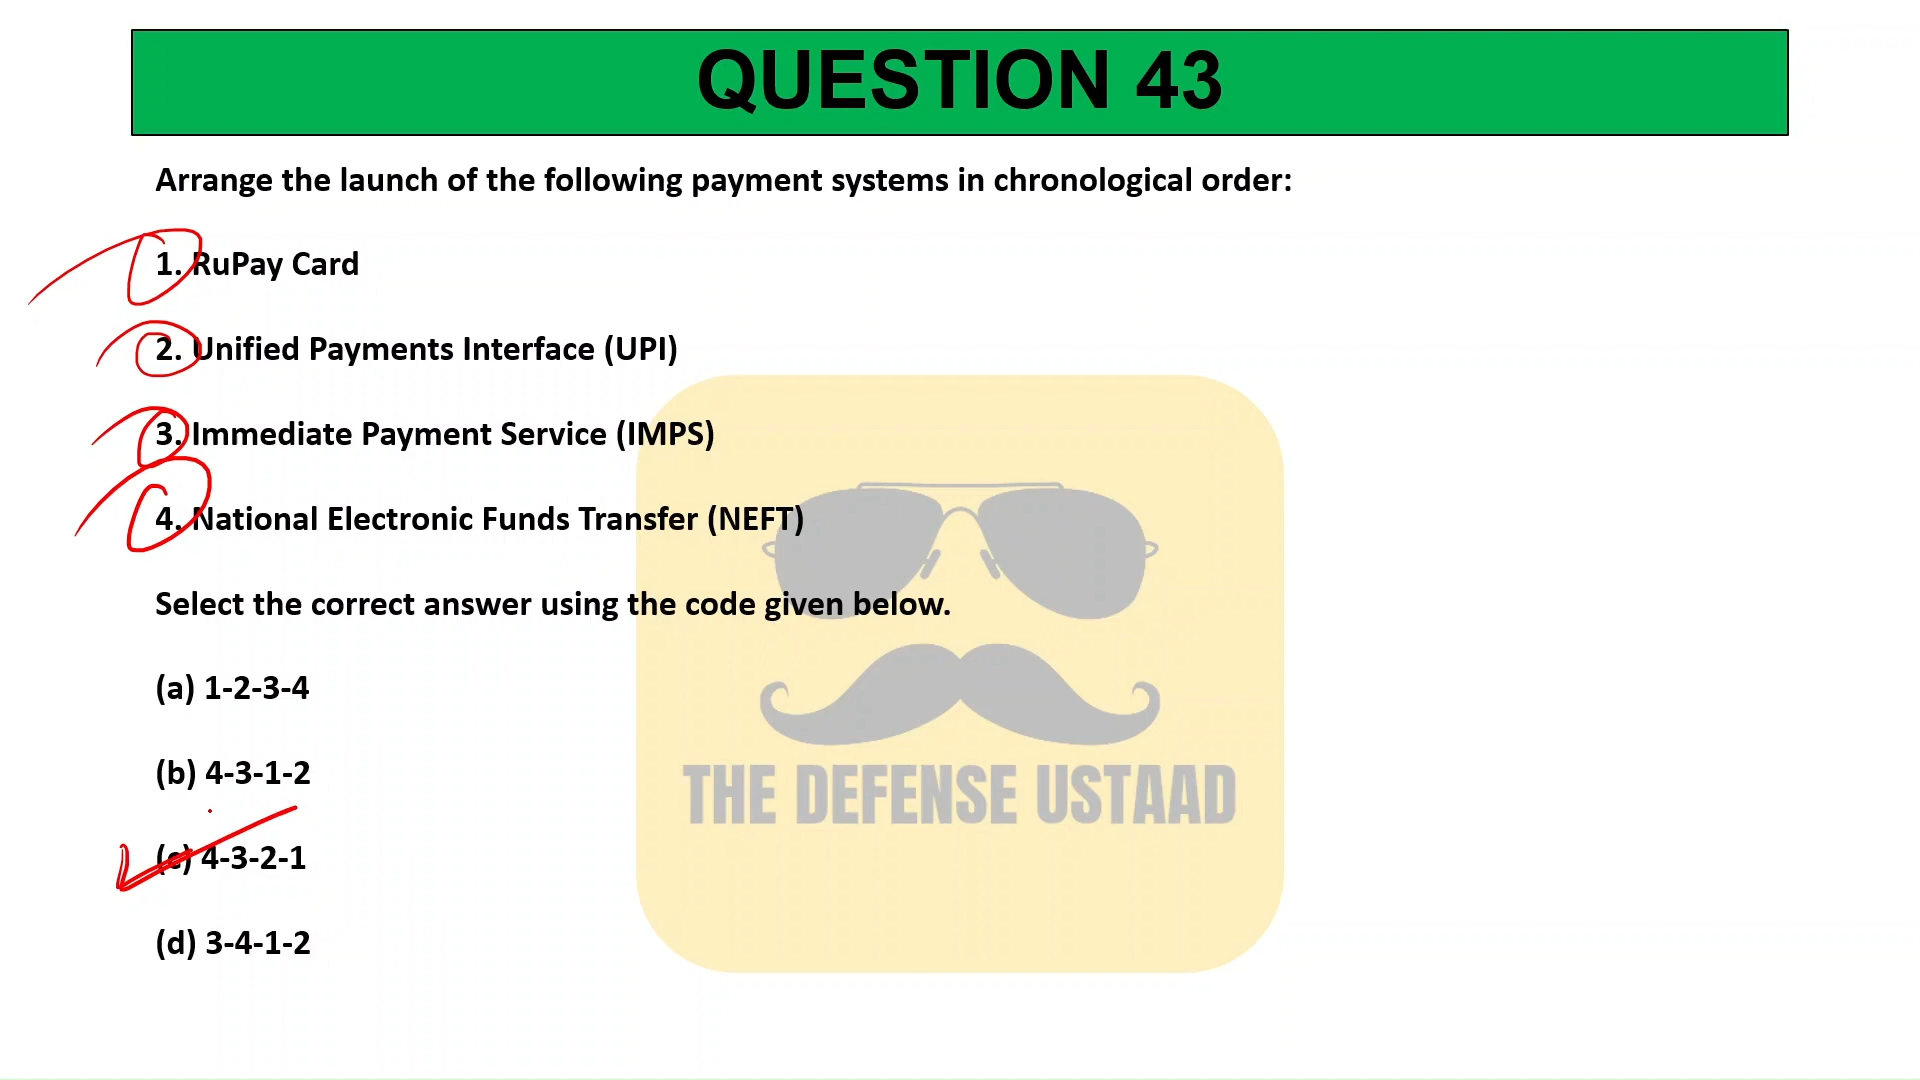 QUESTION 43
Arrange the launch of the following payment systems in chronological order:
1. RuPay Card
2. Unified Payments Interface (UPI)
3. Immediate Payment Service (IMPS)
4. National Electronic Funds Transfer (NEFT)
Select the correct answer using the code given below.
(a) 1-2-3-4
(b) 4-3-1-2
(c) 4-3-2-1
(d) 3-4-1-2
THE DEFENSE USTAAD